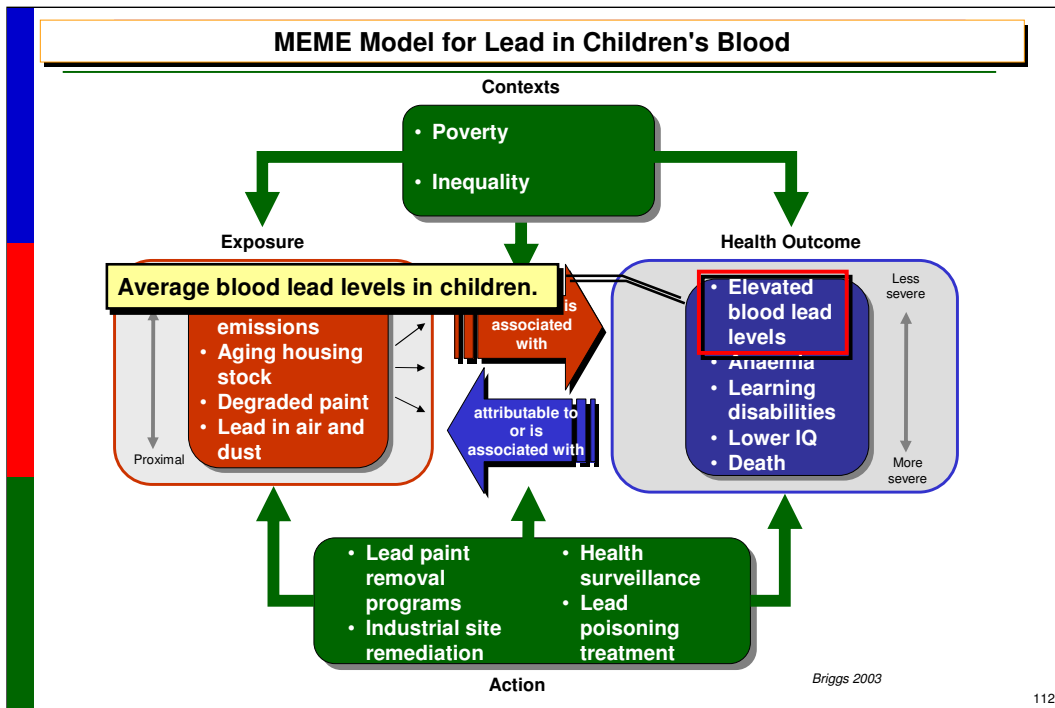 MEME Model for Lead in Children's Blood
Contexts
• Poverty
• Inequality
Exposure
Health Outcome
Average blood lead levels in children.
emissions
• Aging housing
stock
• Degraded paint
• Lead in air and
dust
Proximal
is
associated
with
attributable to
or is
associated with
• Elevated
blood lead
levels
• Anaemia
• Learning
disabilities
• Lower IQ
• Death
Less
severe
More
severe
• Lead paint
removal
programs
• Industrial site
remediation
• Health
surveillance
• Lead
poisoning
treatment
Action
Briggs 2003
112